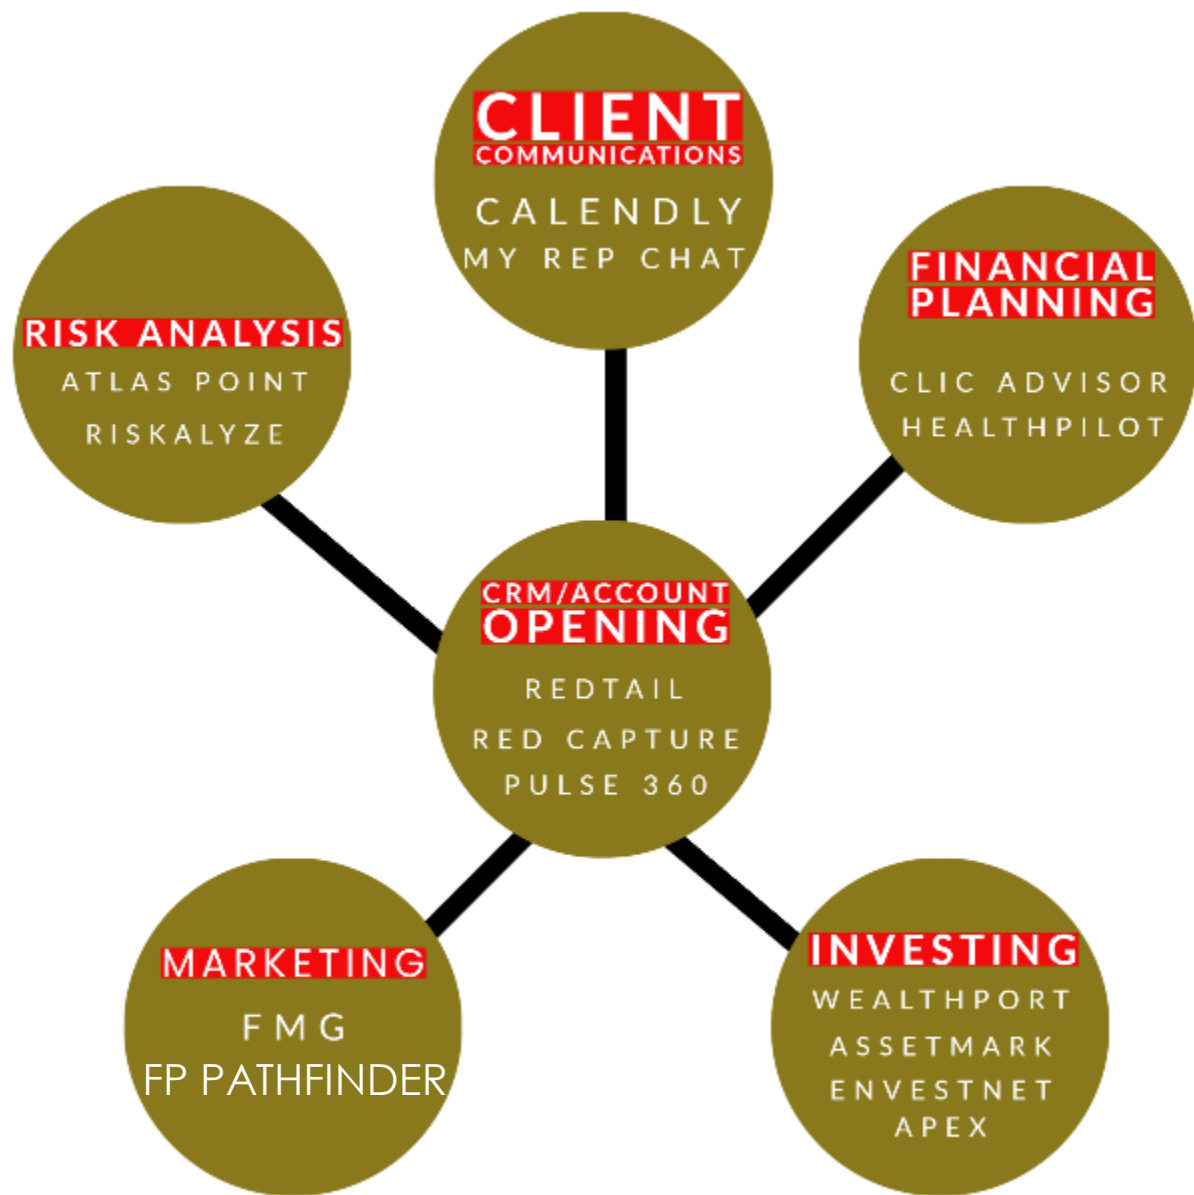 CLIENT
COMMUNICATIONS
CALENDLY
MY REP CHAT
RISK ANALYSIS
ATLAS POINT
RISKALYZE
FINANCIAL
PLANNING
CLIC ADVISOR
HEALTHPILOT
CRM/ACCOUNT
OPENING
REDTAIL
RED CAPTURE
PULSE 360
MARKETING
FMG
FP PATHFINDER
INVESTING
WEALTHPORT
ASSETMARK
ENVESTNET
APEX